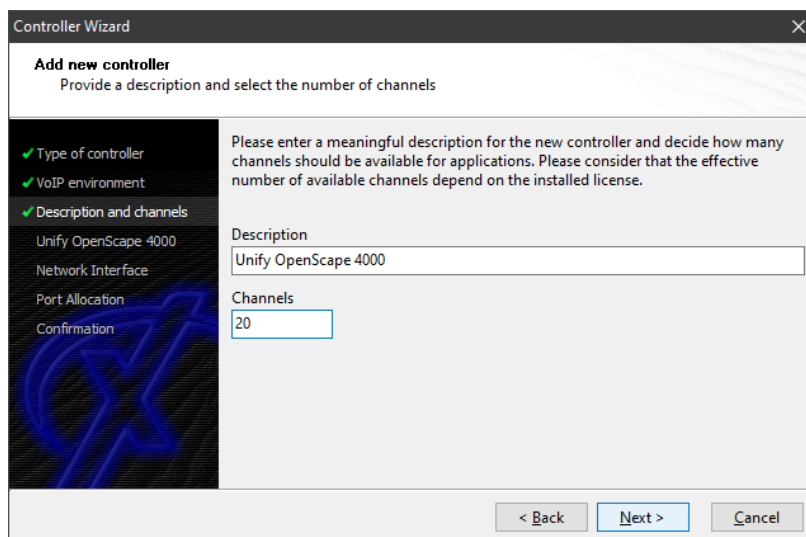 Controller Wizard
Add new controller
Provide a description and select the number of channels
Type of controller
VoIP environment
Description and channels
Unify OpenScape 4000
Network Interface
Port Allocation
Confirmation
Please enter a meaningful description for the new controller and decide how many
channels should be available for applications. Please consider that the effective
number of available channels depend on the installed license.
Description
Unify OpenScape 4000
Channels
20
< Back
Next >
Cancel